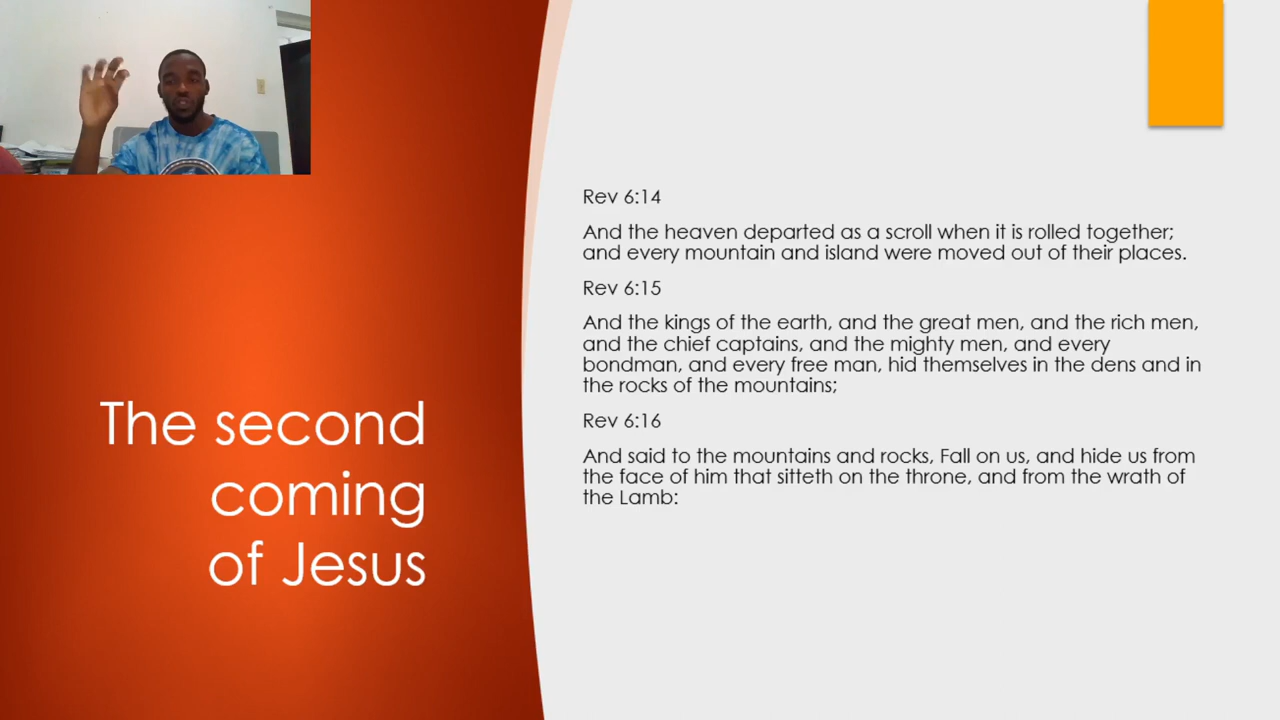 The second
coming
of Jesus
Rev 6:14
And the heaven departed as a scroll when it is rolled together;
and every mountain and island were moved out of their places.
Rev 6:15
And the kings of the earth, and the great men, and the rich men,
and the chief captains, and the mighty men, and every
bondman, and every free man, hid themselves in the dens and in
the rocks of the mountains;
Rev 6:16
And said to the mountains and rocks, Fall on us, and hide us from
the face of him that sitteth on the throne, and from the wrath of
the Lamb: